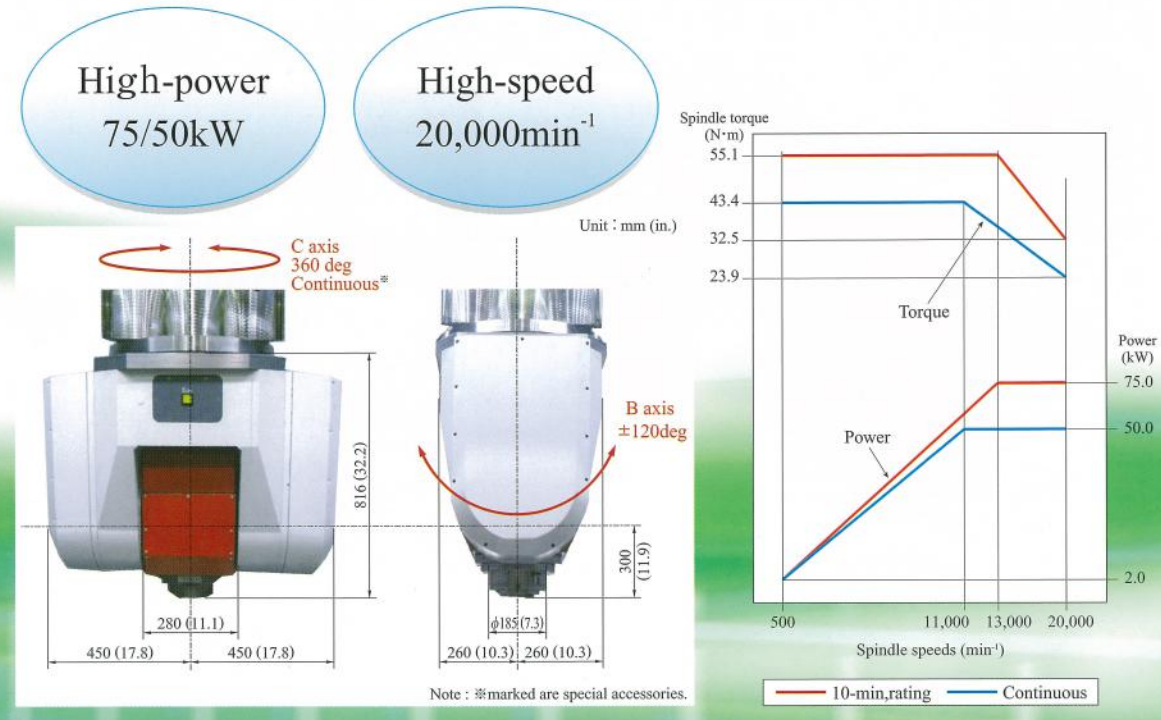 High-power
75/50kW
High-speed
20,000min⁻¹
Unit : mm (in.)
C axis
360 deg
Continuous※
B axis
±120deg
816 (32.2)
300
(11.9)
280 (11.1)
450 (17.8)
450 (17.8)
φ185(7.3)
260 (10.3)
260 (10.3)
Note : ※marked are special accessories.
Spindle torque
(N･m)
55.1
43.4
32.5
23.9
Torque
Power
(kW)
75.0
50.0
2.0
Power
500
11,000
13,000
20,000
Spindle speeds (min⁻¹)
10-min,rating
Continuous